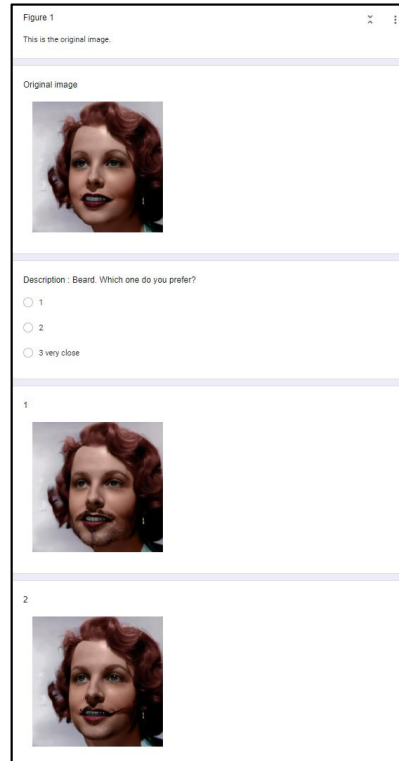 Figure 1
This is the original image.
Original image
Description : Beard. Which one do you prefer?
1
2
3 very close
1
2